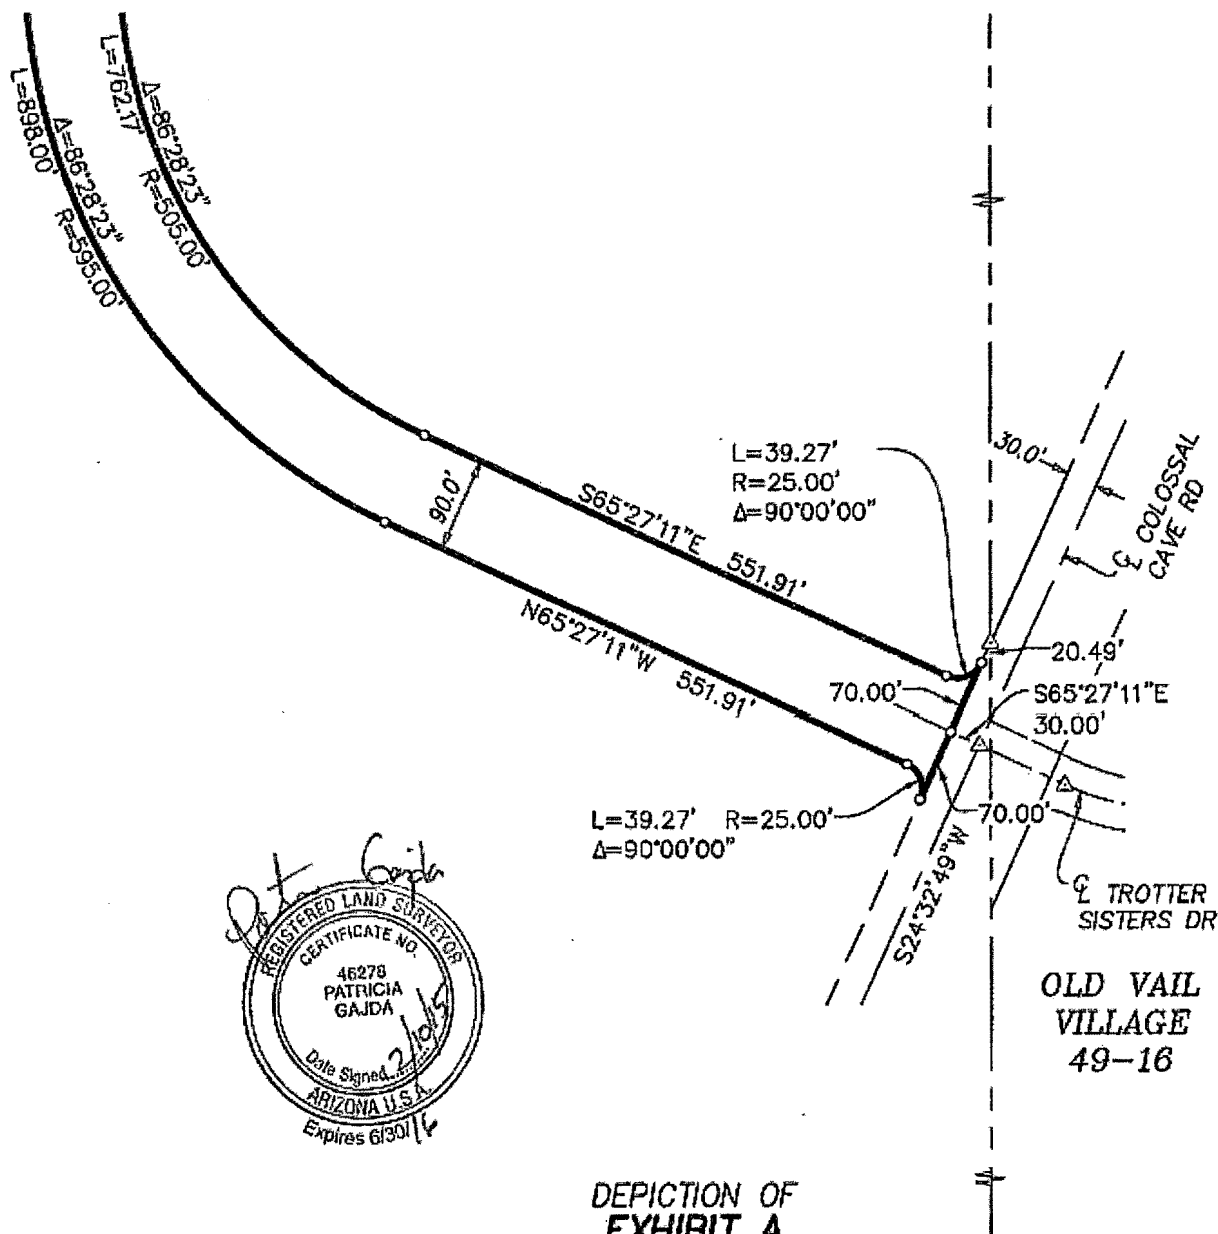 L=762.17'
Δ=86°28'23"
R=505.00'
L=898.00'
Δ=86°28'23"
R=595.00'
90.0'
S65°27'11"E 551.91'
N65°27'11"W 551.91'
L=39.27'
R=25.00'
Δ=90°00'00"
30.0'
℄ COLOSSAL
CAVE RD
20.49'
70.00'
S65°27'11"E
30.00'
L=39.27' R=25.00'
Δ=90°00'00"
70.00'
S24°32'49"W
℄ TROTTER
SISTERS DR
OLD VAIL
VILLAGE
49-16
Gajda
REGISTERED LAND SURVEYOR
CERTIFICATE NO.
46278
PATRICIA
GAJDA
Date Signed 2/10/15
ARIZONA U.S.A.
Expires 6/30/
DEPICTION OF
EXHIBIT A